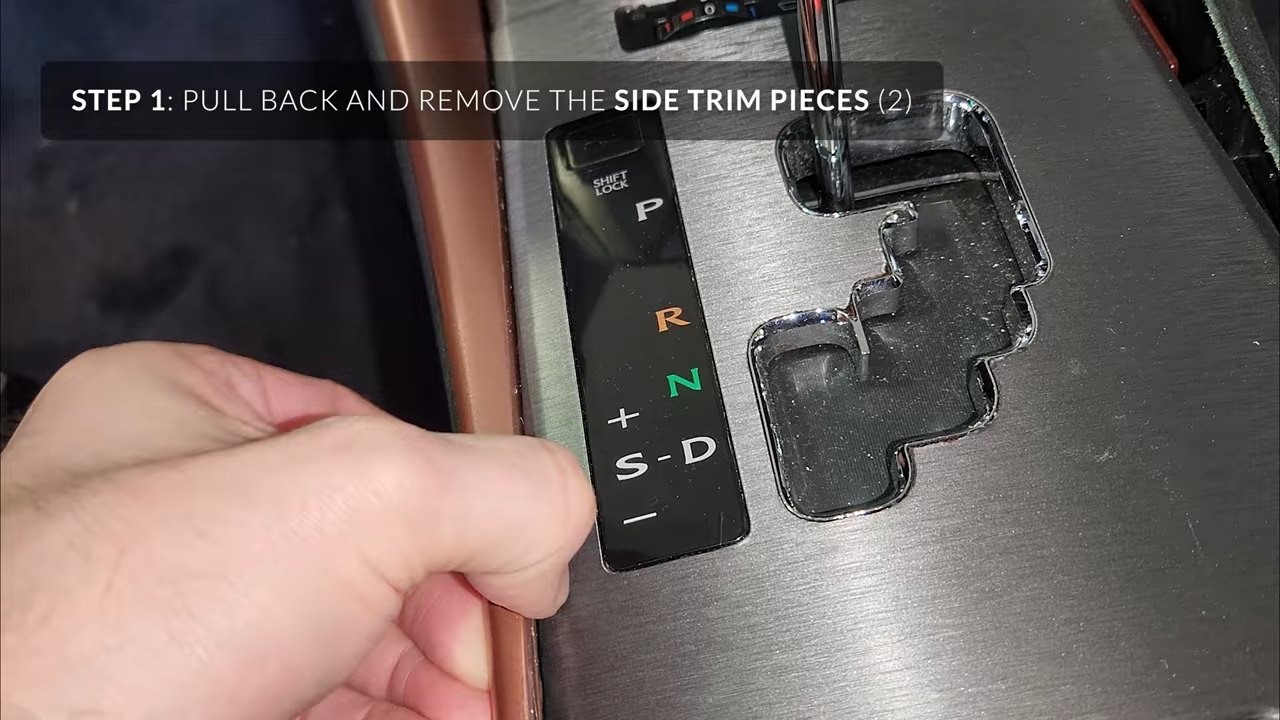 STEP 1: PULL BACK AND REMOVE THE SIDE TRIM PIECES (2)
SHIFT
LOCK
P
R
N
+
S - D
−